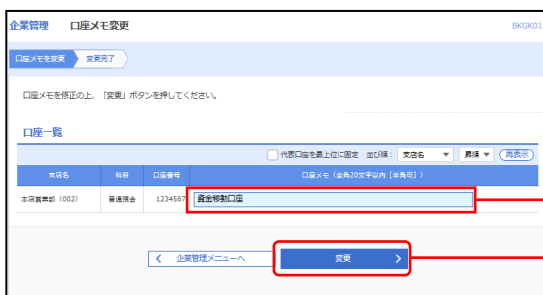 企業管理 口座メモ変更 BKGK01
口座メモを変更 変更完了
口座メモを修正の上、「変更」ボタンを押してください。
口座一覧
代表口座を最上位に固定 並び順： 支店名 昇順 再表示
支店名 科目 口座番号 口座メモ（全角20文字以内［半角可］）
本店営業部（002） 普通預金 1234567 資金移動口座
企業管理メニューへ 変更